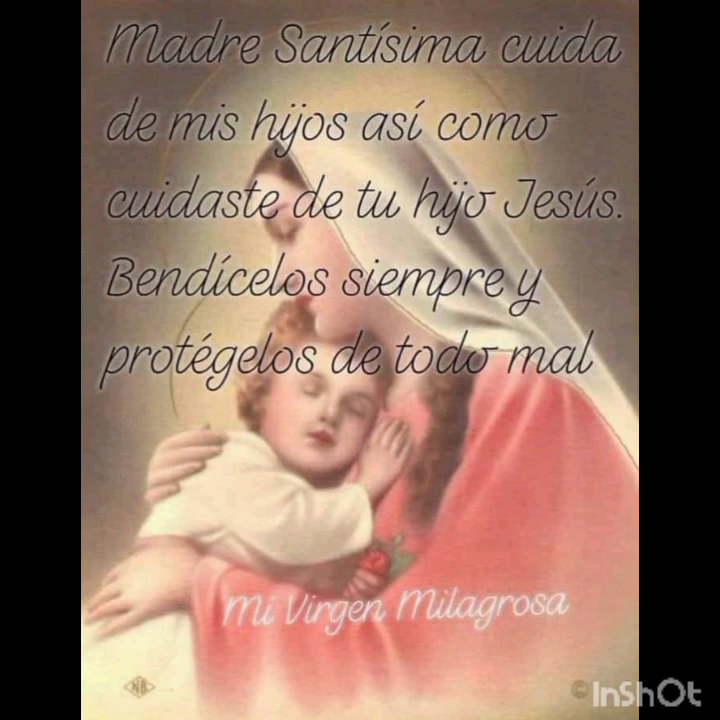 Madre Santísima cuida
de mis hijos así como
cuidaste de tu hijo Jesús.
Bendícelos siempre y
protégelos de todo mal
Mi Virgen Milagrosa
NB
©InShOt